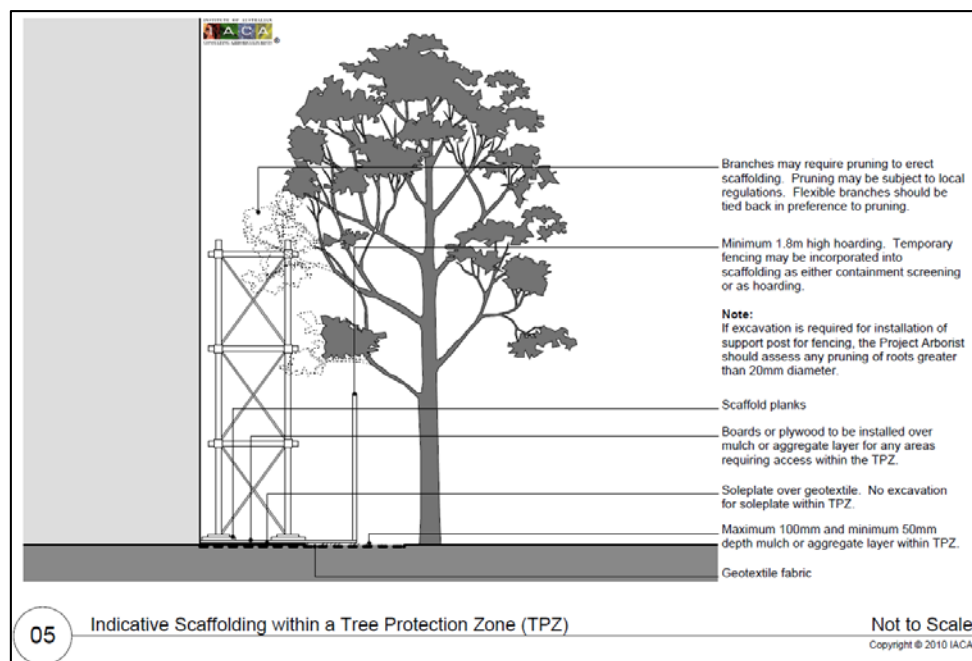 INSTITUTE OF AUSTRALIAN
IACA
CONSULTING ARBORICULTURISTS
©
Branches may require pruning to erect
scaffolding. Pruning may be subject to local
regulations. Flexible branches should be
tied back in preference to pruning.
Minimum 1.8m high hoarding. Temporary
fencing may be incorporated into
scaffolding as either containment screening
or as hoarding.
Note:
If excavation is required for installation of
support post for fencing, the Project Arborist
should assess any pruning of roots greater
than 20mm diameter.
Scaffold planks
Boards or plywood to be installed over
mulch or aggregate layer for any areas
requiring access within the TPZ.
Soleplate over geotextile. No excavation
for soleplate within TPZ.
Maximum 100mm and minimum 50mm
depth mulch or aggregate layer within TPZ.
Geotextile fabric
05
Indicative Scaffolding within a Tree Protection Zone (TPZ)
Not to Scale
Copyright © 2010 IACA